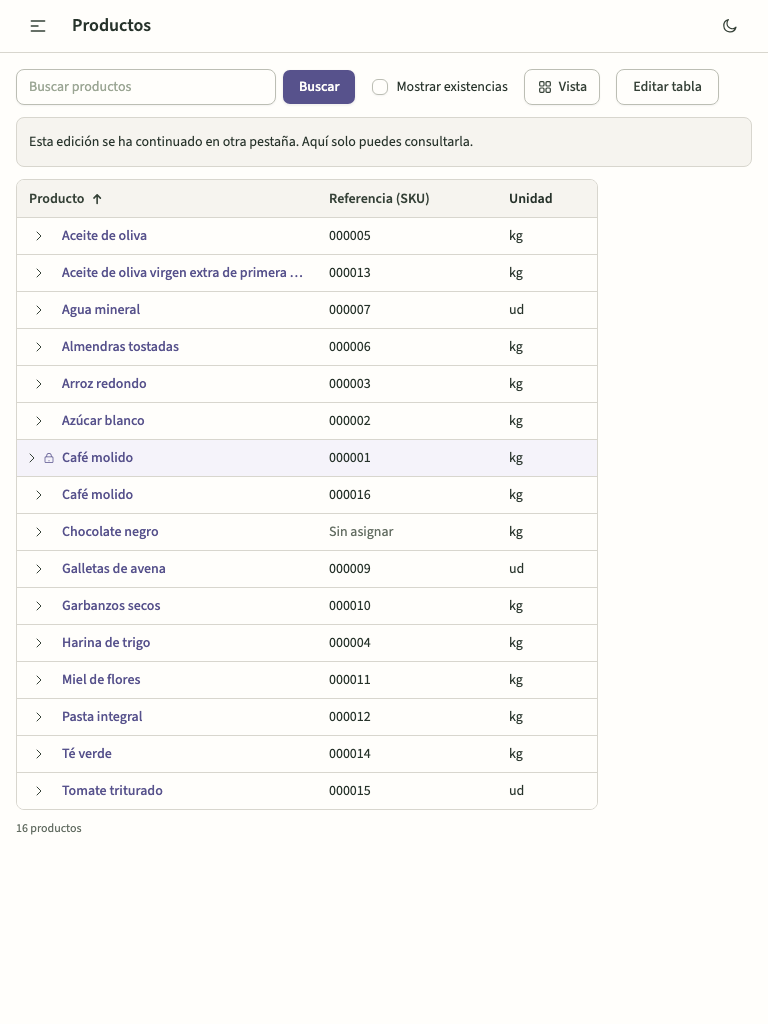 Productos
Buscar productos
Buscar
Mostrar existencias
Vista
Editar tabla
Esta edición se ha continuado en otra pestaña. Aquí solo puedes consultarla.
Producto Referencia (SKU) Unidad
Aceite de oliva 000005 kg
Aceite de oliva virgen extra de primera … 000013 kg
Agua mineral 000007 ud
Almendras tostadas 000006 kg
Arroz redondo 000003 kg
Azúcar blanco 000002 kg
Café molido 000001 kg
Café molido 000016 kg
Chocolate negro Sin asignar kg
Galletas de avena 000009 ud
Garbanzos secos 000010 kg
Harina de trigo 000004 kg
Miel de flores 000011 kg
Pasta integral 000012 kg
Té verde 000014 kg
Tomate triturado 000015 ud
16 productos